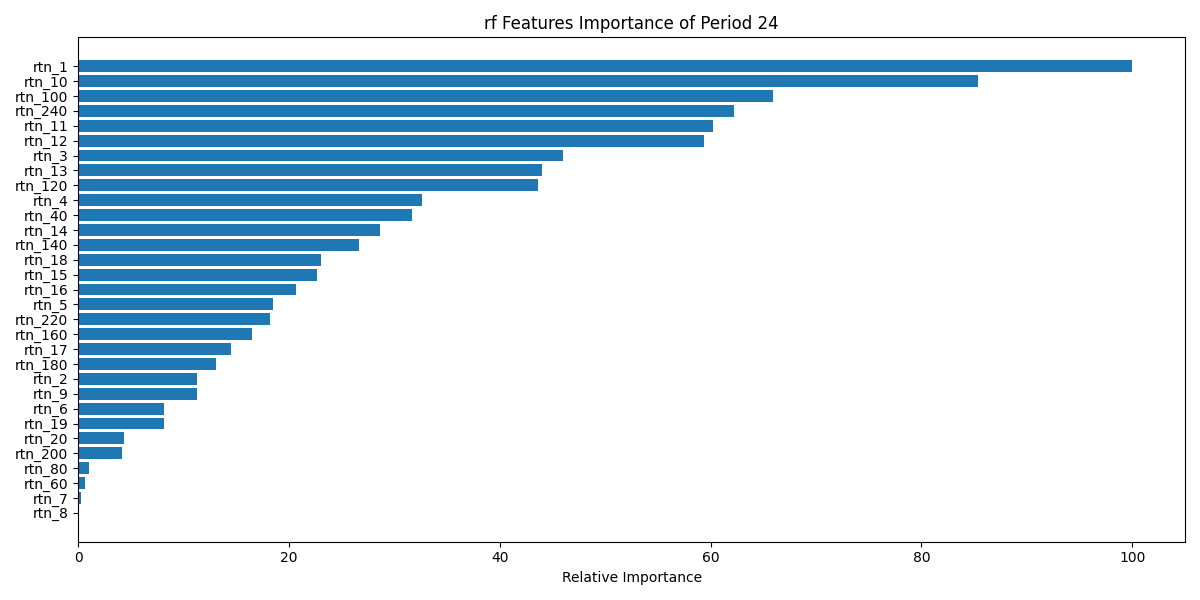 rf Features Importance of Period 24
rtn_1
rtn_10
rtn_100
rtn_240
rtn_11
rtn_12
rtn_3
rtn_13
rtn_120
rtn_4
rtn_40
rtn_14
rtn_140
rtn_18
rtn_15
rtn_16
rtn_5
rtn_220
rtn_160
rtn_17
rtn_180
rtn_2
rtn_9
rtn_6
rtn_19
rtn_20
rtn_200
rtn_80
rtn_60
rtn_7
rtn_8
0 20 40 60 80 100
Relative Importance